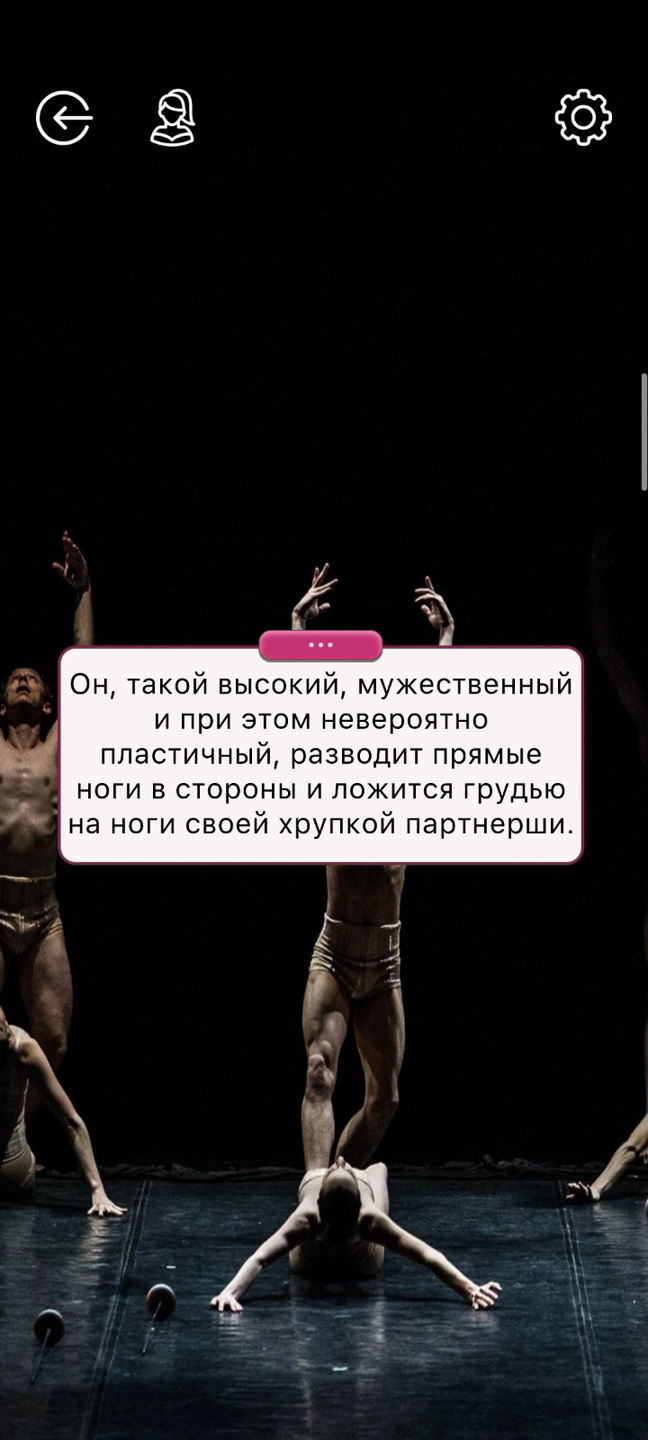 Он, такой высокий, мужественный
и при этом невероятно
пластичный, разводит прямые
ноги в стороны и ложится грудью
на ноги своей хрупкой партнерши.